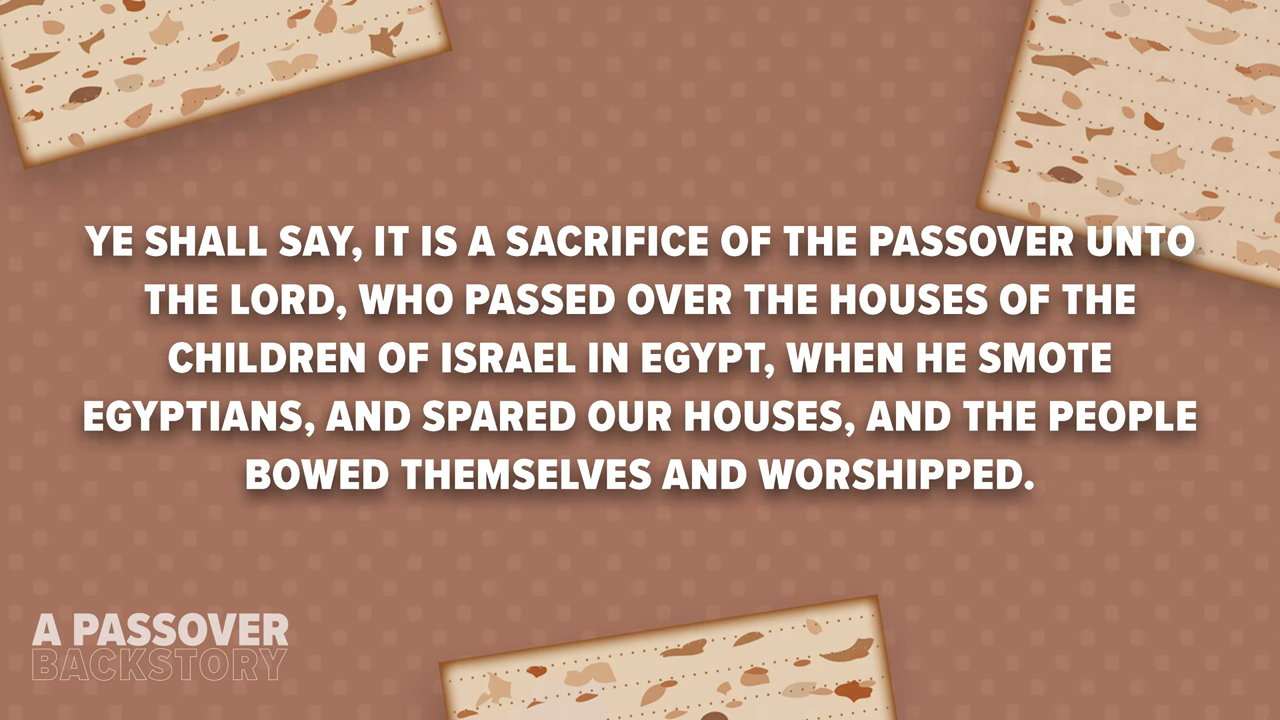 YE SHALL SAY, IT IS A SACRIFICE OF THE PASSOVER UNTO
THE LORD, WHO PASSED OVER THE HOUSES OF THE
CHILDREN OF ISRAEL IN EGYPT, WHEN HE SMOTE
EGYPTIANS, AND SPARED OUR HOUSES, AND THE PEOPLE
BOWED THEMSELVES AND WORSHIPPED.
A PASSOVER
BACKSTORY